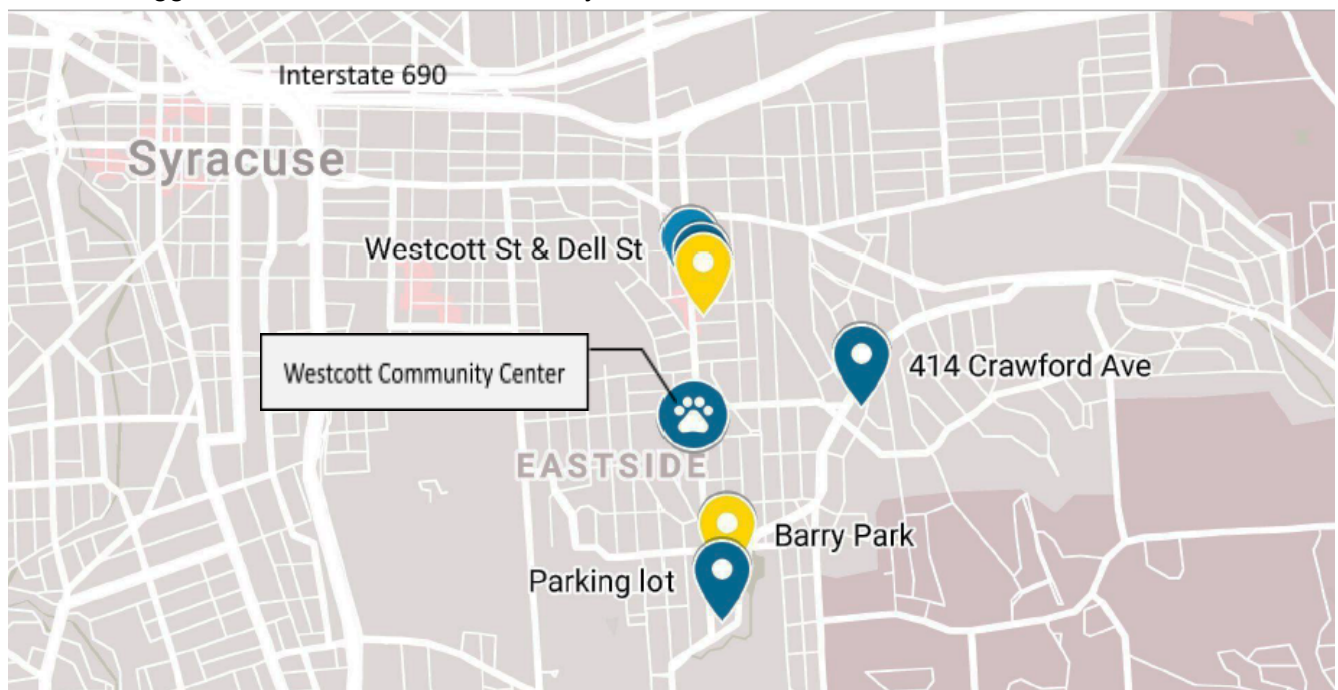 Interstate 690
Syracuse
Westcott St & Dell St
Westcott Community Center
414 Crawford Ave
EASTSIDE
Barry Park
Parking lot